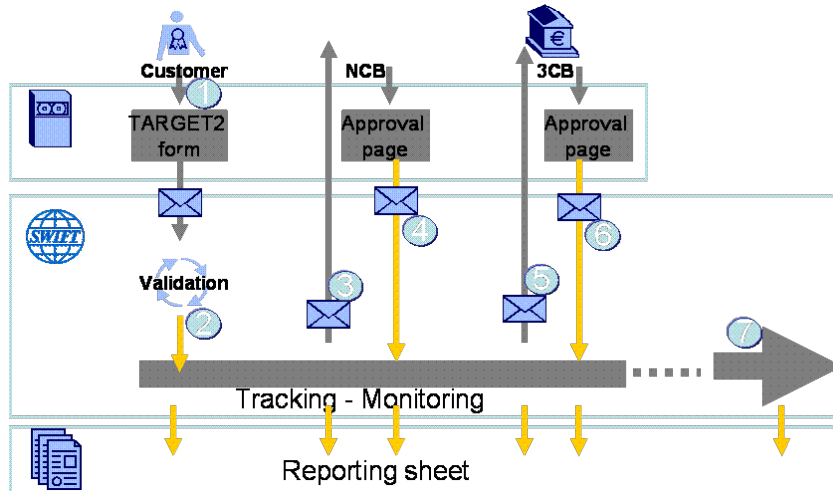 Customer
NCB
3CB
1
TARGET2
form
Approval
page
Approval
page
SWIFT
4
6
Validation
3
5
2
7
Tracking - Monitoring
Reporting sheet
€